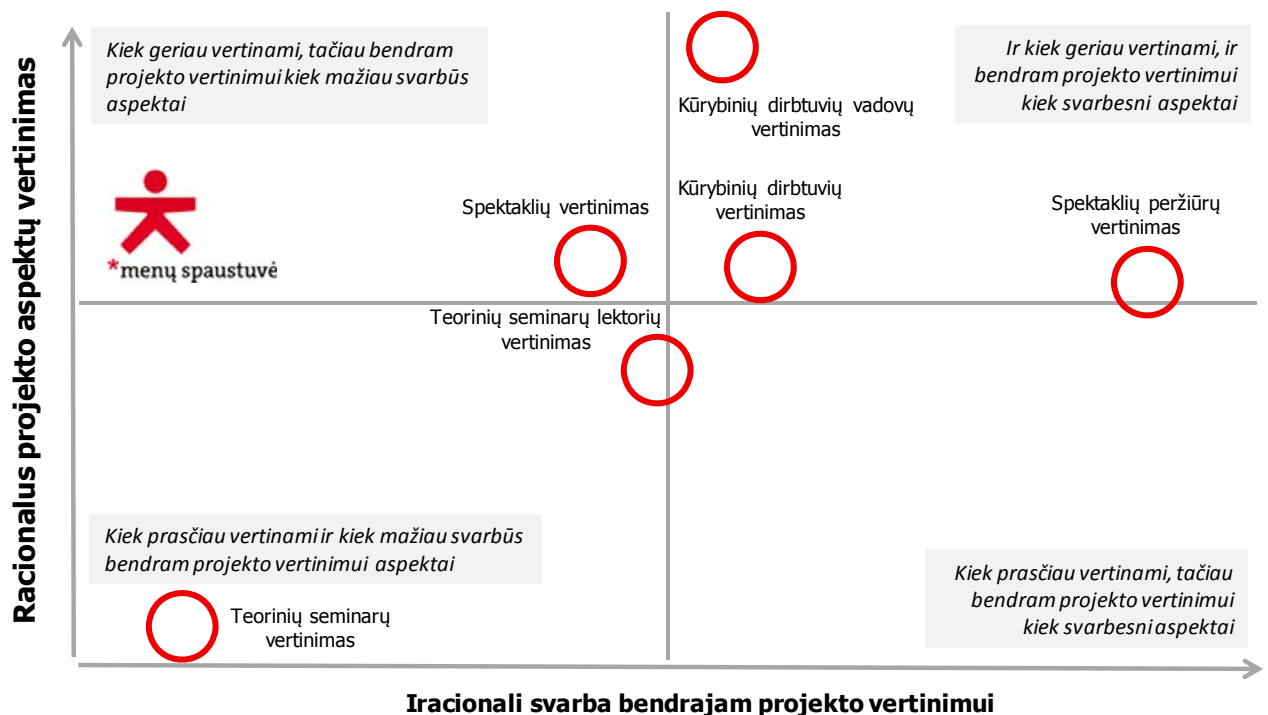 Racionalus projekto aspektų vertinimas
Kiek geriau vertinami, tačiau bendram
projekto vertinimui kiek mažiau svarbūs
aspektai
Ir kiek geriau vertinami, ir
bendram projekto vertinimui
kiek svarbesni aspektai
Kūrybinių dirbtuvių vadovų
vertinimas
Spektaklių vertinimas
Kūrybinių dirbtuvių
vertinimas
Spektaklių peržiūrų
vertinimas
*menų spaustuvė
Teorinių seminarų lektorių
vertinimas
Kiek prasčiau vertinami ir kiek mažiau svarbūs
bendram projekto vertinimui aspektai
Kiek prasčiau vertinami, tačiau
bendram projekto vertinimui
kiek svarbesni aspektai
Teorinių seminarų
vertinimas
Iracionali svarba bendrajam projekto vertinimui